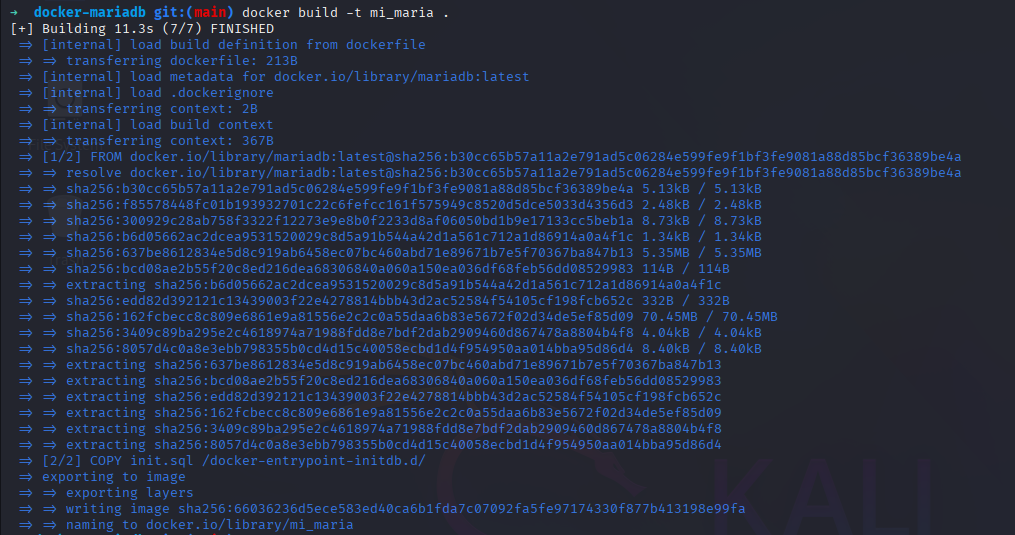 → docker-mariadb git:(main) docker build -t mi_maria .
[+] Building 11.3s (7/7) FINISHED
=> [internal] load build definition from dockerfile
=> => transferring dockerfile: 213B
=> [internal] load metadata for docker.io/library/mariadb:latest
=> [internal] load .dockerignore
=> => transferring context: 2B
=> [internal] load build context
=> => transferring context: 367B
=> [1/2] FROM docker.io/library/mariadb:latest@sha256:b30cc65b57a11a2e791ad5c06284e599fe9f1bf3fe9081a88d85bcf36389be4a
=> => resolve docker.io/library/mariadb:latest@sha256:b30cc65b57a11a2e791ad5c06284e599fe9f1bf3fe9081a88d85bcf36389be4a
=> => sha256:b30cc65b57a11a2e791ad5c06284e599fe9f1bf3fe9081a88d85bcf36389be4a 5.13kB / 5.13kB
=> => sha256:f85578448fc01b193932701c22c6fefcc161f575949c8520d5dce5033d4356d3 2.48kB / 2.48kB
=> => sha256:300929c28ab758f3322f12273e9e8b0f2233d8af06050bd1b9e17133cc5beb1a 8.73kB / 8.73kB
=> => sha256:b6d05662ac2dcea9531520029c8d5a91b544a42d1a561c712a1d86914a0a4f1c 1.34kB / 1.34kB
=> => sha256:637be8612834e5d8c919ab6458ec07bc460abd71e89671b7e5f70367ba847b13 5.35MB / 5.35MB
=> => sha256:bcd08ae2b55f20c8ed216dea68306840a060a150ea036df68feb56dd08529983 114B / 114B
=> => extracting sha256:b6d05662ac2dcea9531520029c8d5a91b544a42d1a561c712a1d86914a0a4f1c
=> => sha256:edd82d392121c13439003f22e4278814bbb43d2ac52584f54105cf198fcb652c 332B / 332B
=> => sha256:162fcbecc8c809e6861e9a81556e2c2c0a55daa6b83e5672f02d34de5ef85d09 70.45MB / 70.45MB
=> => sha256:3409c89ba295e2c4618974a71988fdd8e7bdf2dab2909460d867478a8804b4f8 4.04kB / 4.04kB
=> => sha256:8057d4c0a8e3ebb798355b0cd4d15c40058ecbd1d4f954950aa014bba95d86d4 8.40kB / 8.40kB
=> => extracting sha256:637be8612834e5d8c919ab6458ec07bc460abd71e89671b7e5f70367ba847b13
=> => extracting sha256:bcd08ae2b55f20c8ed216dea68306840a060a150ea036df68feb56dd08529983
=> => extracting sha256:edd82d392121c13439003f22e4278814bbb43d2ac52584f54105cf198fcb652c
=> => extracting sha256:162fcbecc8c809e6861e9a81556e2c2c0a55daa6b83e5672f02d34de5ef85d09
=> => extracting sha256:3409c89ba295e2c4618974a71988fdd8e7bdf2dab2909460d867478a8804b4f8
=> => extracting sha256:8057d4c0a8e3ebb798355b0cd4d15c40058ecbd1d4f954950aa014bba95d86d4
=> [2/2] COPY init.sql /docker-entrypoint-initdb.d/
=> exporting to image
=> => exporting layers
=> => writing image sha256:66036236d5ece583ed40ca6b1fda7c07092fa5fe97174330f877b413198e99fa
=> => naming to docker.io/library/mi_maria
KALI